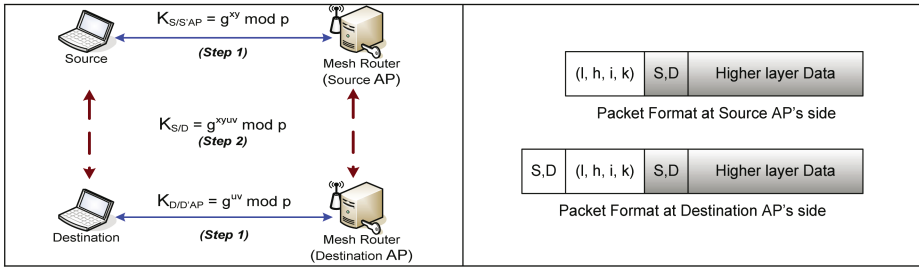 K_S/S'AP = g^xy mod p
(Step 1)
Source
Mesh Router
(Source AP)
K_S/D = g^xyuv mod p
(Step 2)
K_D/D'AP = g^uv mod p
(Step 1)
Destination
Mesh Router
(Destination AP)
(l, h, i, k) S,D Higher layer Data
Packet Format at Source AP's side
S,D (l, h, i, k) S,D Higher layer Data
Packet Format at Destination AP's side